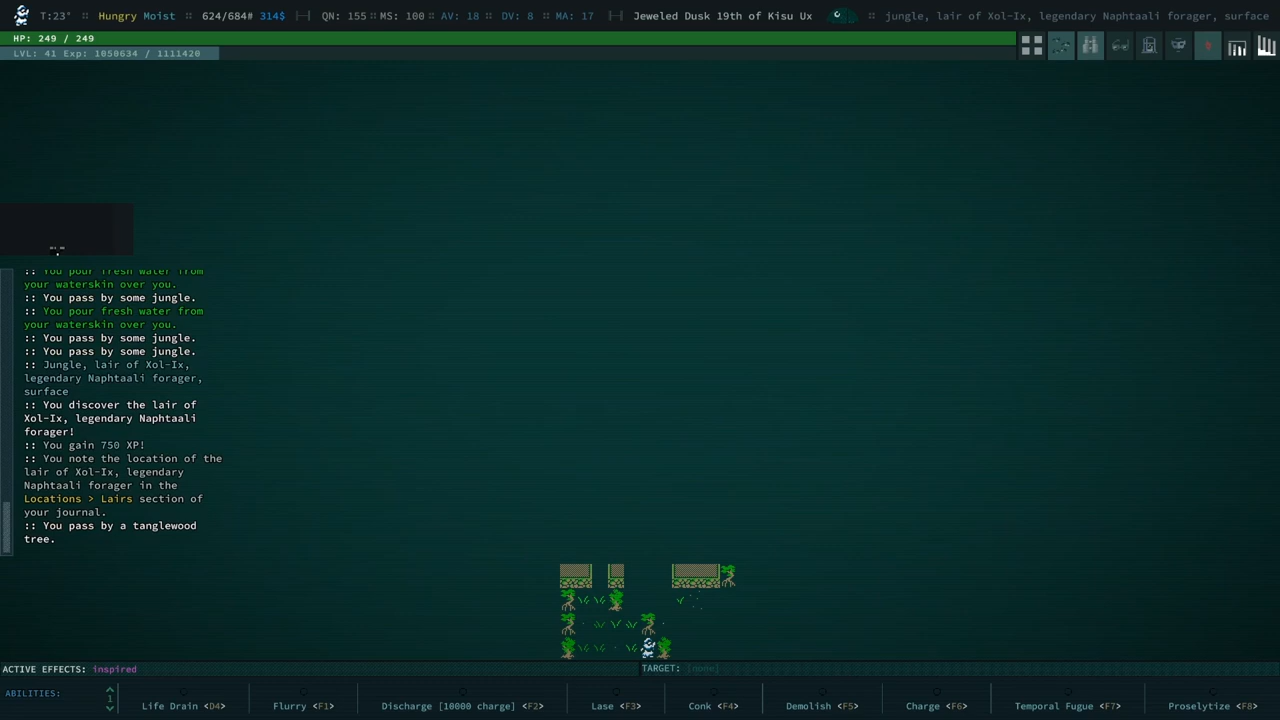 T:23° :: Hungry Moist :: 624/684# 314$ QN: 155 :: MS: 100 :: AV: 18 :: DV: 8 :: MA: 17 Jeweled Dusk 19th of Kisu Ux :: jungle, lair of Xol-Ix, legendary Naphtaali forager, surface
HP: 249 / 249
LVL: 41 Exp: 1050634 / 1111420
:: You pour fresh water from
your waterskin over you.
:: You pass by some jungle.
:: You pour fresh water from
your waterskin over you.
:: You pass by some jungle.
:: You pass by some jungle.
:: Jungle, lair of Xol-Ix,
legendary Naphtaali forager,
surface
:: You discover the lair of
Xol-Ix, legendary Naphtaali
forager!
:: You gain 750 XP!
:: You note the location of the
lair of Xol-Ix, legendary
Naphtaali forager in the
Locations > Lairs section of
your journal.
:: You pass by a tanglewood
tree.
ACTIVE EFFECTS: inspired
TARGET: [none]
ABILITIES: 1 Life Drain <D4> Flurry <F1> Discharge [10000 charge] <F2> Lase <F3> Conk <F4> Demolish <F5> Charge <F6> Temporal Fugue <F7> Proselytize <F8>